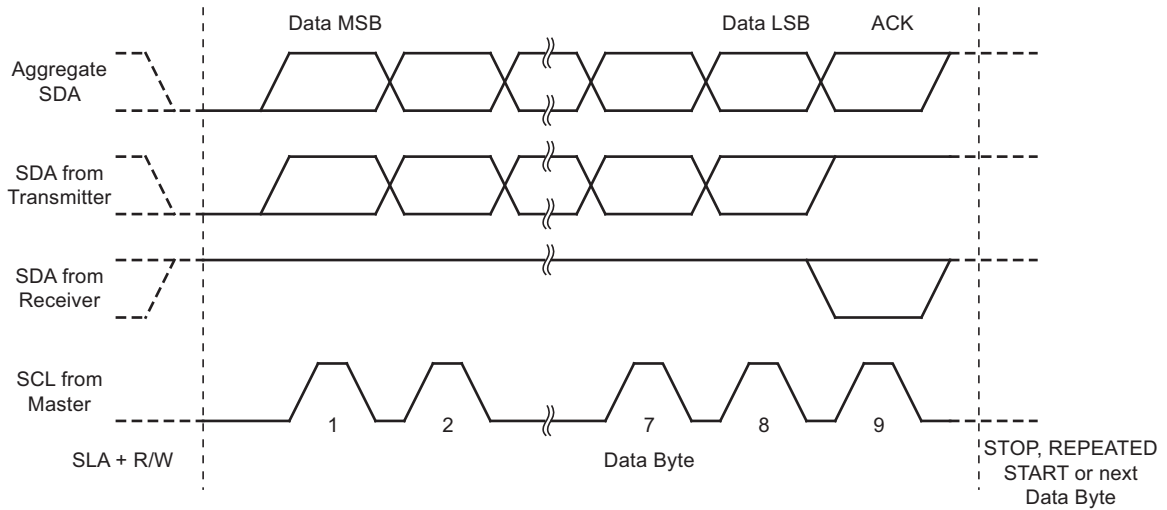 Data MSB
Data LSB
ACK
Aggregate
SDA
SDA from
Transmitter
SDA from
Receiver
SCL from
Master
1
2
7
8
9
SLA + R/W
Data Byte
STOP, REPEATED
START or next
Data Byte